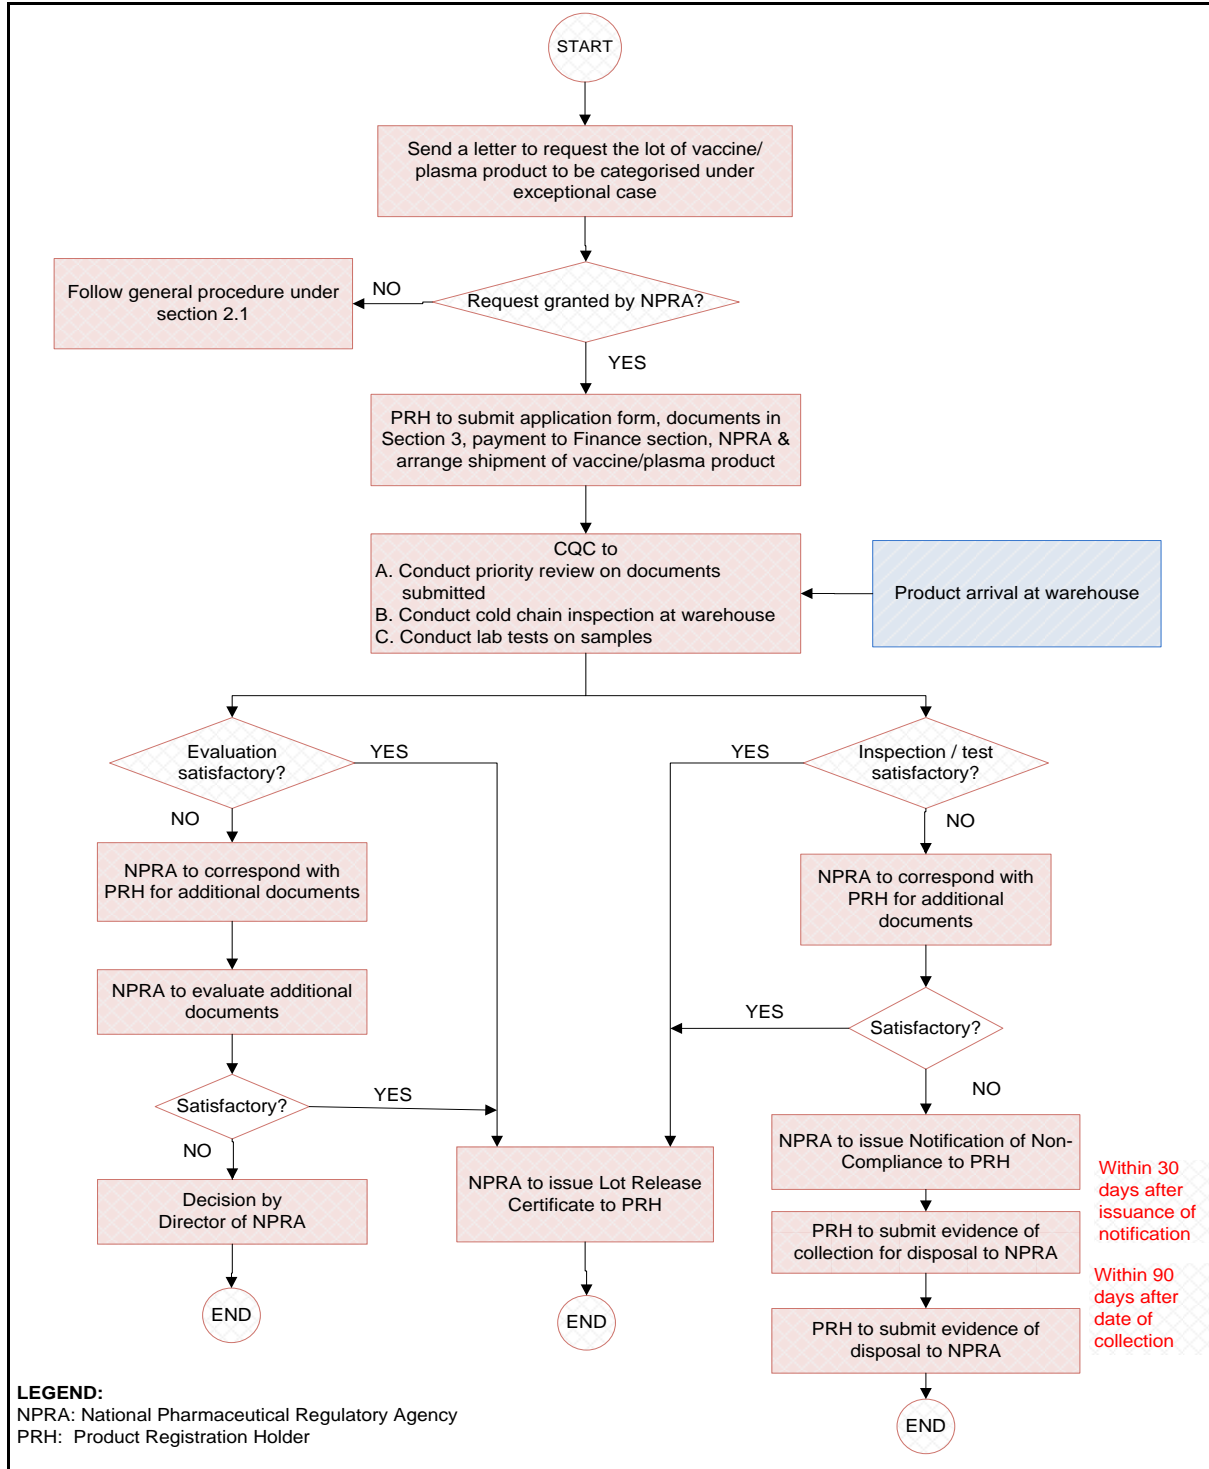 START
Send a letter to request the lot of vaccine/
plasma product to be categorised under
exceptional case
Request granted by NPRA?
NO
Follow general procedure under
section 2.1
YES
PRH to submit application form, documents in
Section 3, payment to Finance section, NPRA &
arrange shipment of vaccine/plasma product
CQC to
A. Conduct priority review on documents
submitted
B. Conduct cold chain inspection at warehouse
C. Conduct lab tests on samples
Product arrival at warehouse
Evaluation
satisfactory?
YES
NO
NPRA to correspond with
PRH for additional documents
NPRA to evaluate additional
documents
Satisfactory?
YES
NO
Decision by
Director of NPRA
END
YES
Inspection / test
satisfactory?
NO
NPRA to correspond with
PRH for additional
documents
YES
Satisfactory?
NO
NPRA to issue Lot Release
Certificate to PRH
END
NPRA to issue Notification of Non-
Compliance to PRH
Within 30
days after
issuance of
notification
PRH to submit evidence of
collection for disposal to NPRA
Within 90
days after
date of
collection
PRH to submit evidence of
disposal to NPRA
END
LEGEND:
NPRA: National Pharmaceutical Regulatory Agency
PRH: Product Registration Holder